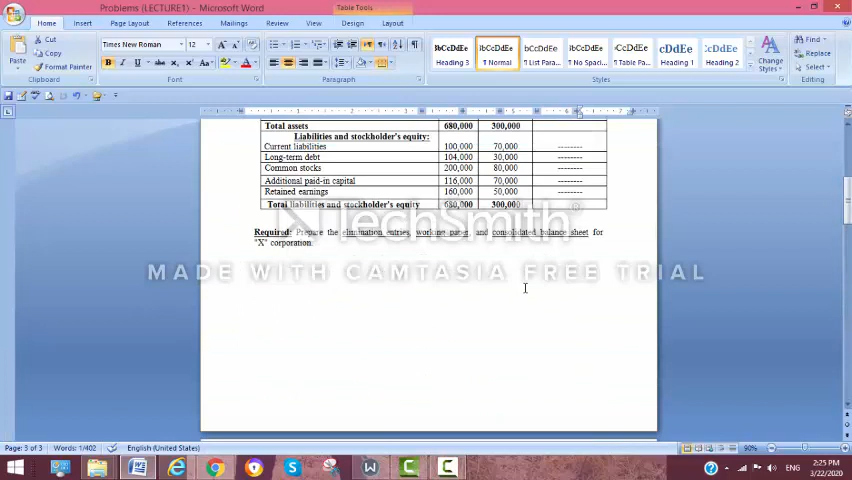 Problems (LECTURE1) - Microsoft Word
Table Tools
Home Insert Page Layout References Mailings Review View Design Layout
Cut
Copy
Format Painter
Paste
Clipboard
Times New Roman 12
Font
Paragraph
AaBbCcDdEe Heading 3
AaBbCcDdEe ¶ Normal
AaBbCcDdEe ¶ List Para...
AaBbCcDdEe ¶ No Spaci...
AaBbCcDdEe ¶ Table Pa...
Heading 1
Heading 2
Change Styles
Styles
Find
Replace
Select
Editing
Total assets 680,000 300,000
Liabilities and stockholder's equity:
Current liabilities 100,000 70,000 --------
Long-term debt 104,000 30,000 --------
Common stocks 200,000 80,000 --------
Additional paid-in capital 116,000 70,000 --------
Retained earnings 160,000 50,000 --------
Total liabilities and stockholder's equity 680,000 300,000
Required: Prepare the elimination entries, working paper, and consolidated balance sheet for
"X" corporation.
TechSmith
MADE WITH CAMTASIA FREE TRIAL
Page: 3 of 3 Words: 1/402 English (United States) 90%
ENG 2:25 PM
3/22/2020